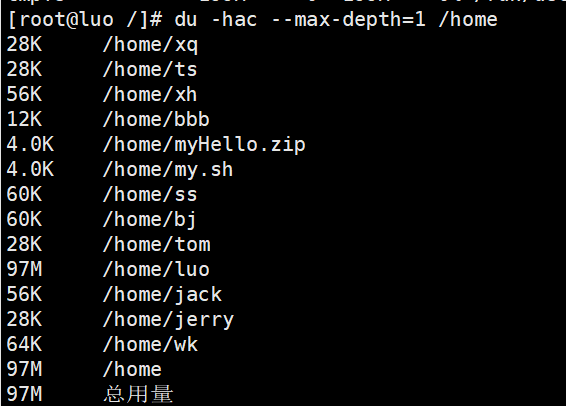 [root@luo /]# du -hac --max-depth=1 /home
28K /home/xq
28K /home/ts
56K /home/xh
12K /home/bbb
4.0K /home/myHello.zip
4.0K /home/my.sh
60K /home/ss
60K /home/bj
28K /home/tom
97M /home/luo
56K /home/jack
28K /home/jerry
64K /home/wk
97M /home
97M 总用量